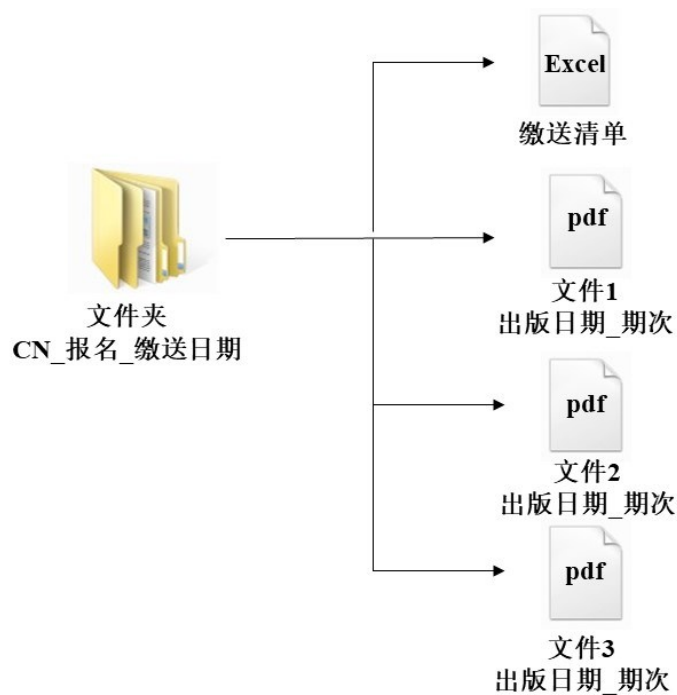 Excel
缴送清单
文件夹
CN_报名_缴送日期
pdf
文件1
出版日期_期次
pdf
文件2
出版日期_期次
pdf
文件3
出版日期_期次